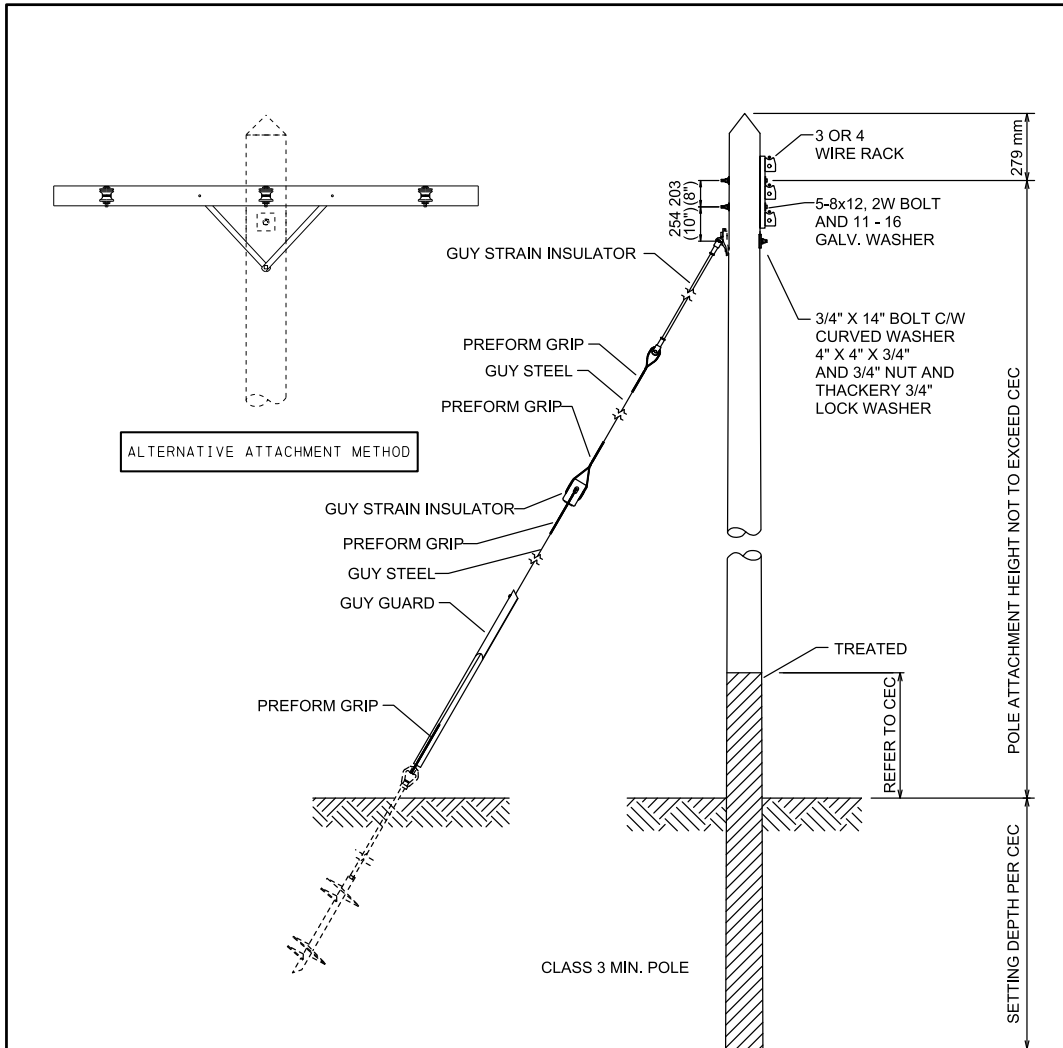 3 OR 4
WIRE RACK
279 mm
254 203
(10") (8")
5-8x12, 2W BOLT
AND 11 - 16
GALV. WASHER
GUY STRAIN INSULATOR
3/4" X 14" BOLT C/W
CURVED WASHER
4" X 4" X 3/4"
AND 3/4" NUT AND
THACKERY 3/4"
LOCK WASHER
PREFORM GRIP
GUY STEEL
PREFORM GRIP
ALTERNATIVE ATTACHMENT METHOD
GUY STRAIN INSULATOR
PREFORM GRIP
GUY STEEL
GUY GUARD
POLE ATTACHMENT HEIGHT NOT TO EXCEED CEC
TREATED
REFER TO CEC
PREFORM GRIP
CLASS 3 MIN. POLE
SETTING DEPTH PER CEC